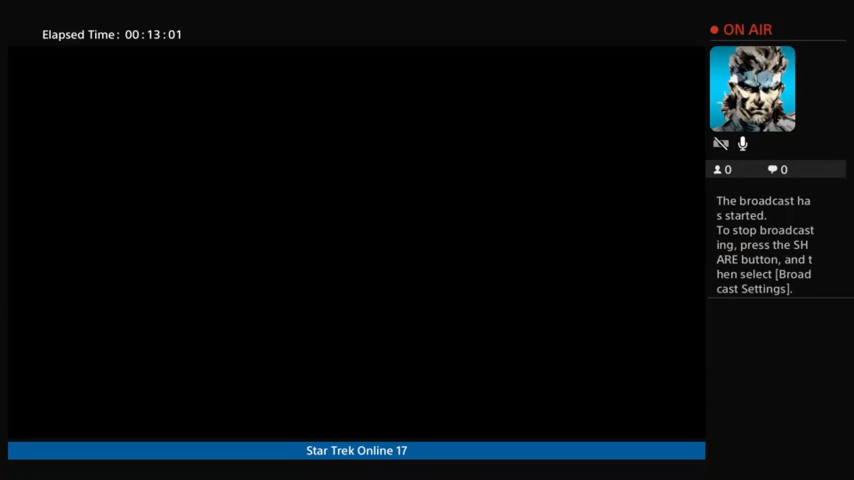 Elapsed Time: 00:13:01
ON AIR
0 0
The broadcast ha
s started.
To stop broadcast
ing, press the SH
ARE button, and t
hen select [Broad
cast Settings].
Star Trek Online 17